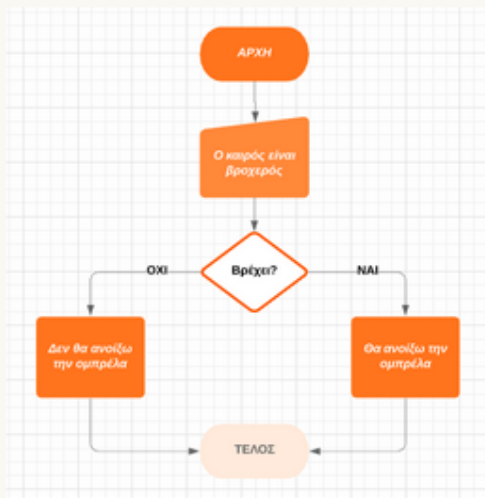 ΑΡΧΗ
Ο καιρός είναι
βροχερός
Βρέχει?
ΟΧΙ
ΝΑΙ
Δεν θα ανοίξω
την ομπρέλα
Θα ανοίξω την
ομπρέλα
ΤΕΛΟΣ